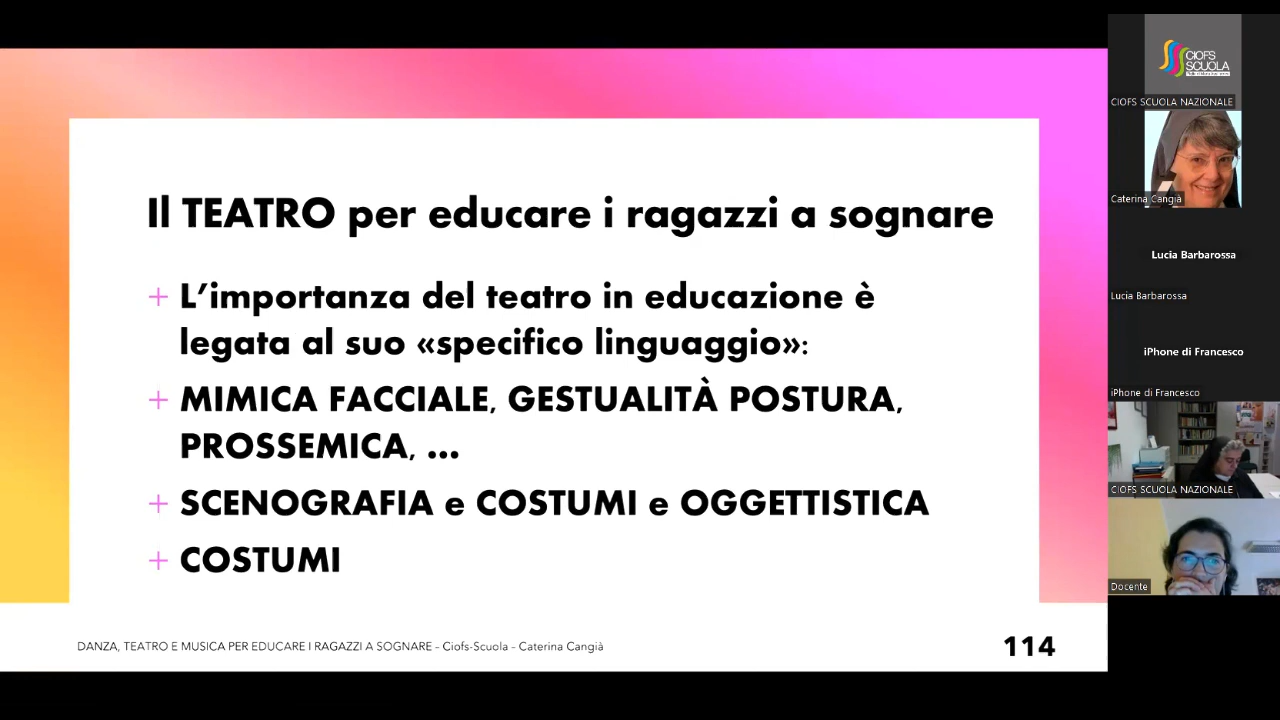 Il TEATRO per educare i ragazzi a sognare
+ L’importanza del teatro in educazione è
legata al suo «specifico linguaggio»:
+ MIMICA FACCIALE, GESTUALITÀ POSTURA,
PROSSEMICA, ...
+ SCENOGRAFIA e COSTUMI e OGGETTISTICA
+ COSTUMI
DANZA, TEATRO E MUSICA PER EDUCARE I RAGAZZI A SOGNARE – Ciofs-Scuola – Caterina Cangià
114
CIOFS
SCUOLA
CIOFS SCUOLA NAZIONALE
Caterina Cangià
Lucia Barbarossa
Lucia Barbarossa
iPhone di Francesco
iPhone di Francesco
CIOFS SCUOLA NAZIONALE
Docente